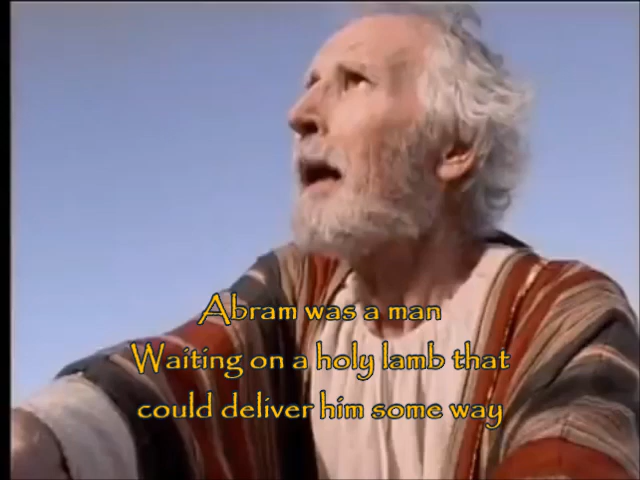 Abram was a man
Waiting on a holy lamb that
could deliver him some way